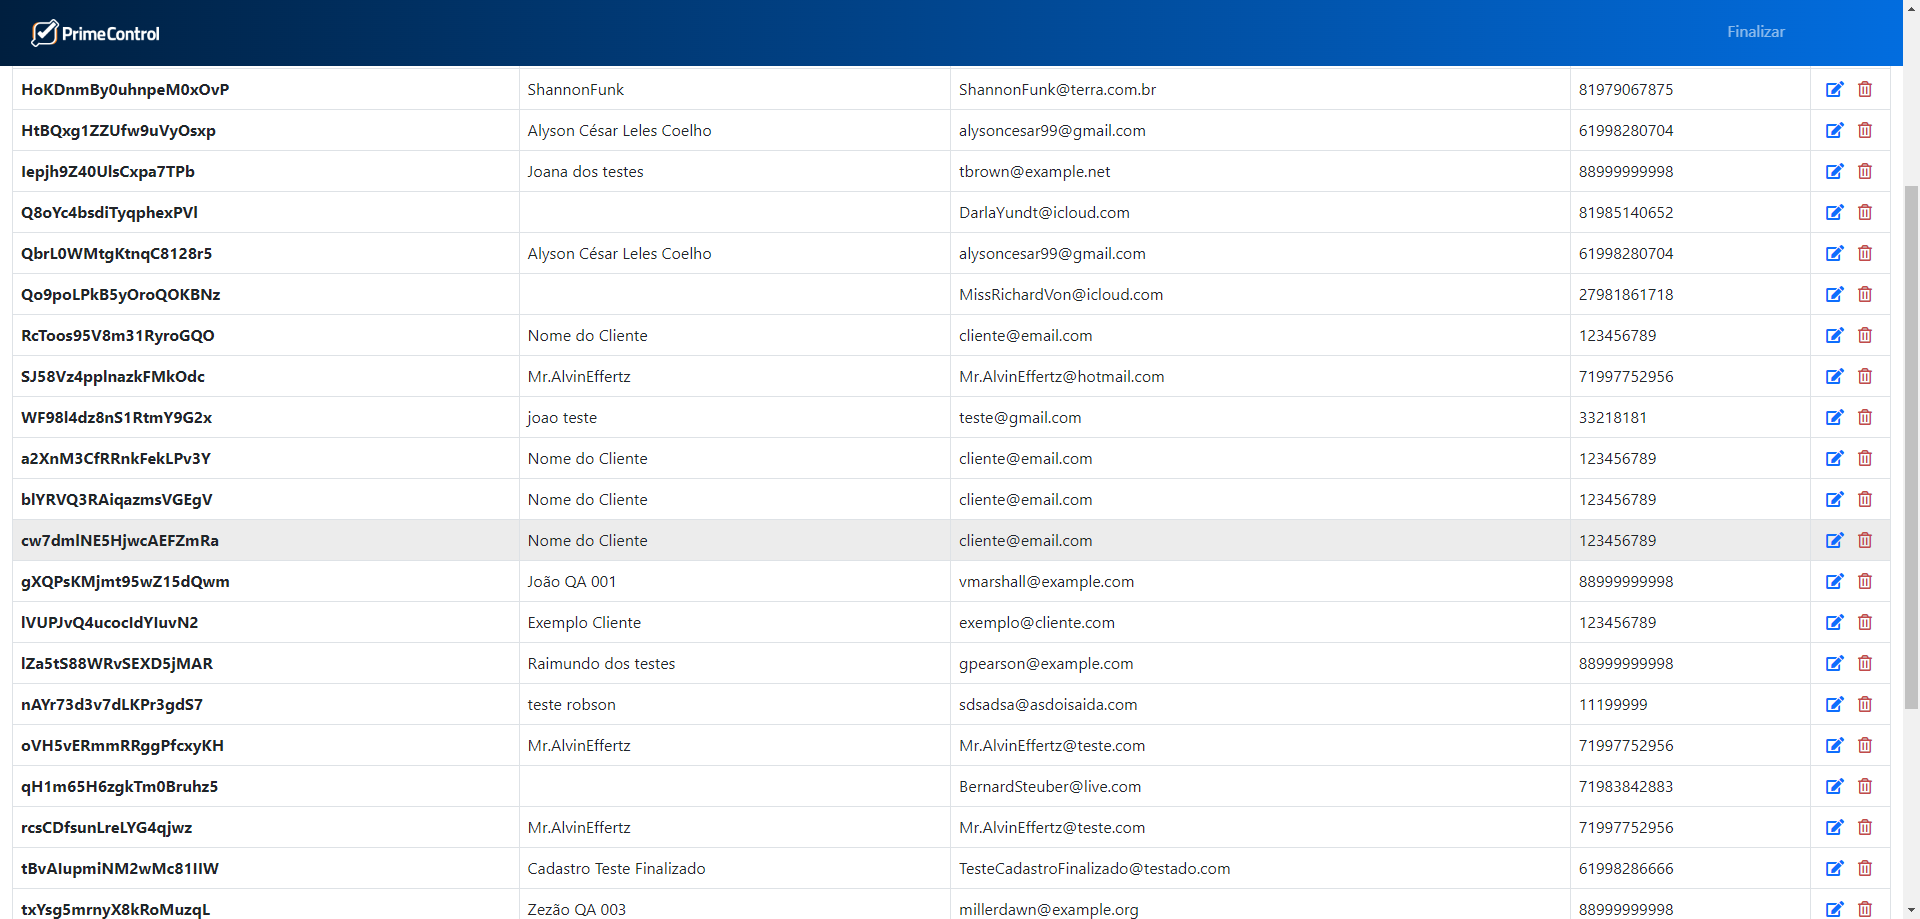 PrimeControl Finalizar
HoKDnmBy0uhnpeM0xOvP ShannonFunk ShannonFunk@terra.com.br 81979067875
HtBQxg1ZZUfw9uVyOsxp Alyson César Leles Coelho alysoncesar99@gmail.com 61998280704
Iepjh9Z40UlsCxpa7TPb Joana dos testes tbrown@example.net 88999999998
Q8oYc4bsdiTyqphexPVl DarlaYundt@icloud.com 81985140652
QbrL0WMtgKtnqC8128r5 Alyson César Leles Coelho alysoncesar99@gmail.com 61998280704
Qo9poLPkB5yOroQOKBNz MissRichardVon@icloud.com 27981861718
RcToos95V8m31RyroGQO Nome do Cliente cliente@email.com 123456789
SJ58Vz4pplnazkFMkOdc Mr.AlvinEffertz Mr.AlvinEffertz@hotmail.com 71997752956
WF98l4dz8nS1RtmY9G2x joao teste teste@gmail.com 33218181
a2XnM3CfRRnkFekLPv3Y Nome do Cliente cliente@email.com 123456789
blYRVQ3RAiqazmsVGEgV Nome do Cliente cliente@email.com 123456789
cw7dmlNE5HjwcAEFZmRa Nome do Cliente cliente@email.com 123456789
gXQPsKMjmt95wZ15dQwm João QA 001 vmarshall@example.com 88999999998
lVUPJvQ4ucocIdYIuvN2 Exemplo Cliente exemplo@cliente.com 123456789
lZa5tS88WRvSEXD5jMAR Raimundo dos testes gpearson@example.com 88999999998
nAYr73d3v7dLKPr3gdS7 teste robson sdsadsa@asdoisaida.com 11199999
oVH5vERmmRRggPfcxyKH Mr.AlvinEffertz Mr.AlvinEffertz@teste.com 71997752956
qH1m65H6zgkTm0Bruhz5 BernardSteuber@live.com 71983842883
rcsCDfsunLreLYG4qjwz Mr.AlvinEffertz Mr.AlvinEffertz@teste.com 71997752956
tBvAIupmiNM2wMc81IIW Cadastro Teste Finalizado TesteCadastroFinalizado@testado.com 61998286666
txYsg5mrnyX8kRoMuzqL Zezão QA 003 millerdawn@example.org 88999999998